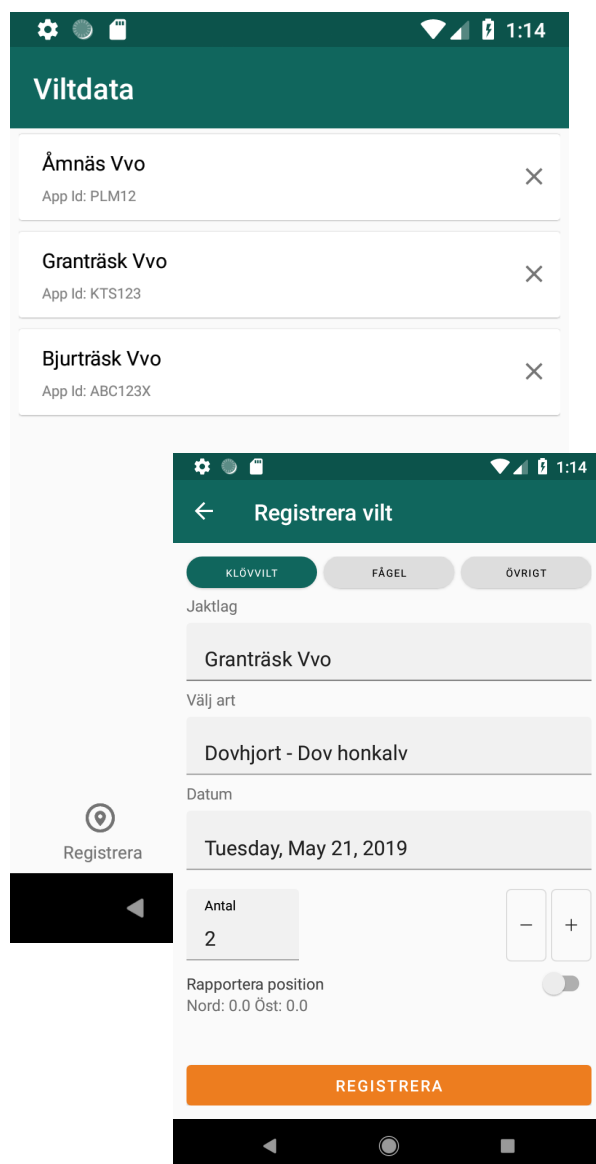 1:14
Viltdata
Åmnäs Vvo
App Id: PLM12
Granträsk Vvo
App Id: KTS123
Bjurträsk Vvo
App Id: ABC123X
Registrera
1:14
Registrera vilt
KLÖVVILT FÅGEL ÖVRIGT
Jaktlag
Granträsk Vvo
Välj art
Dovhjort - Dov honkalv
Datum
Tuesday, May 21, 2019
Antal
2
− +
Rapportera position
Nord: 0.0 Öst: 0.0
REGISTRERA